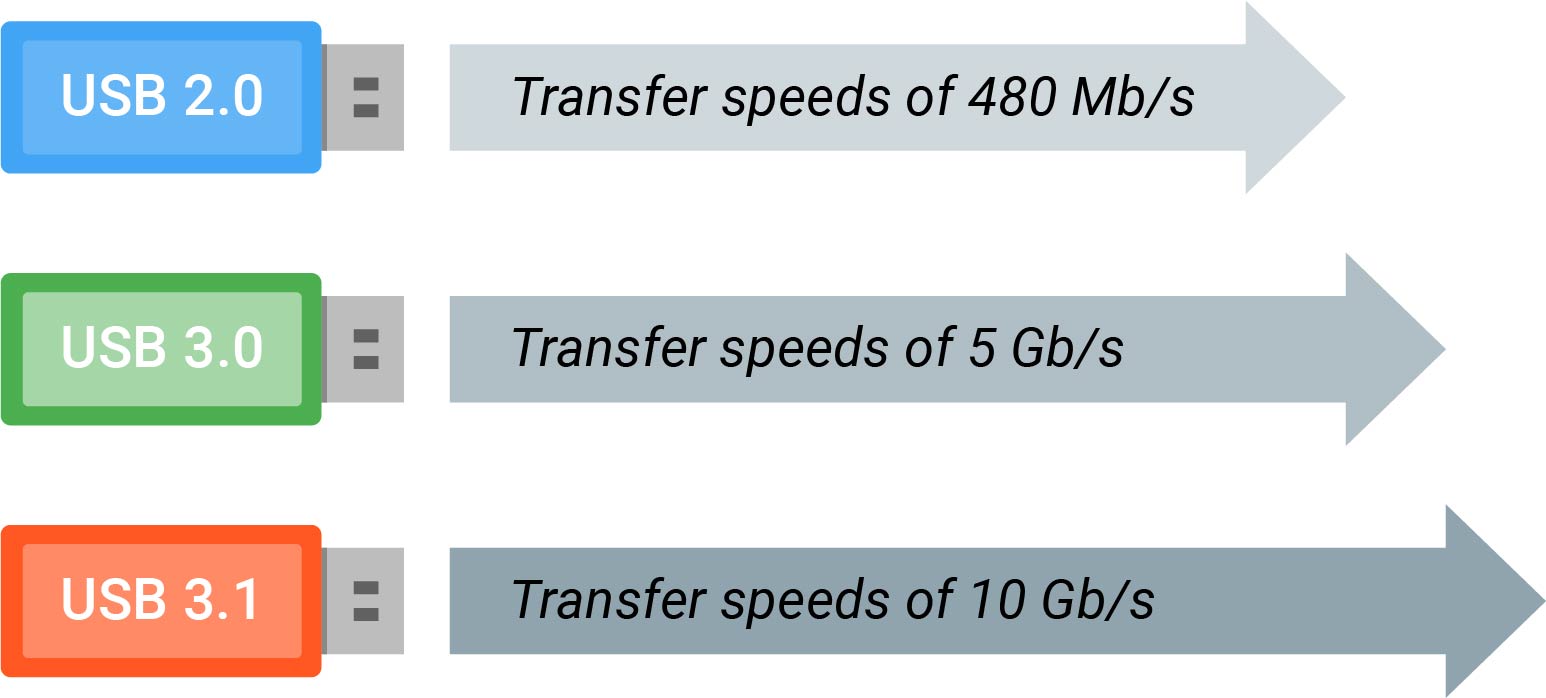 USB 2.0
Transfer speeds of 480 Mb/s
USB 3.0
Transfer speeds of 5 Gb/s
USB 3.1
Transfer speeds of 10 Gb/s